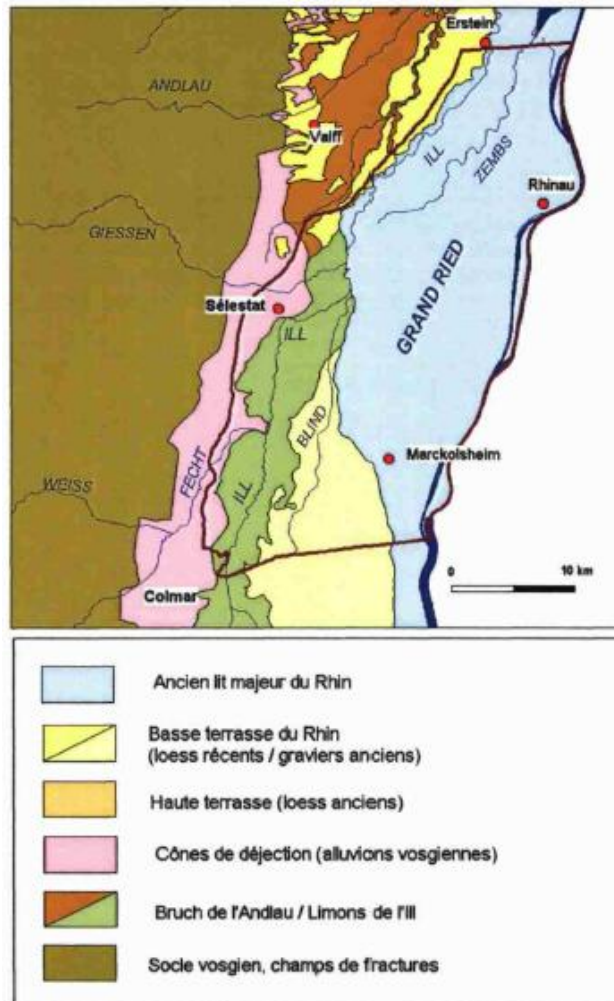 Erstein
ANDLAU
Valff
ILL
ZEMBS
Rhinau
GIESSEN
GRAND RIED
Sélestat
ILL
BLIND
Marckolsheim
FECHT
ILL
WEISS
0 10 km
Colmar
Ancien lit majeur du Rhin
Basse terrasse du Rhin
(loess récents / graviers anciens)
Haute terrasse (loess anciens)
Cônes de déjection (alluvions vosgiennes)
Bruch de l'Andlau / Limons de l'Ill
Socle vosgien, champs de fractures